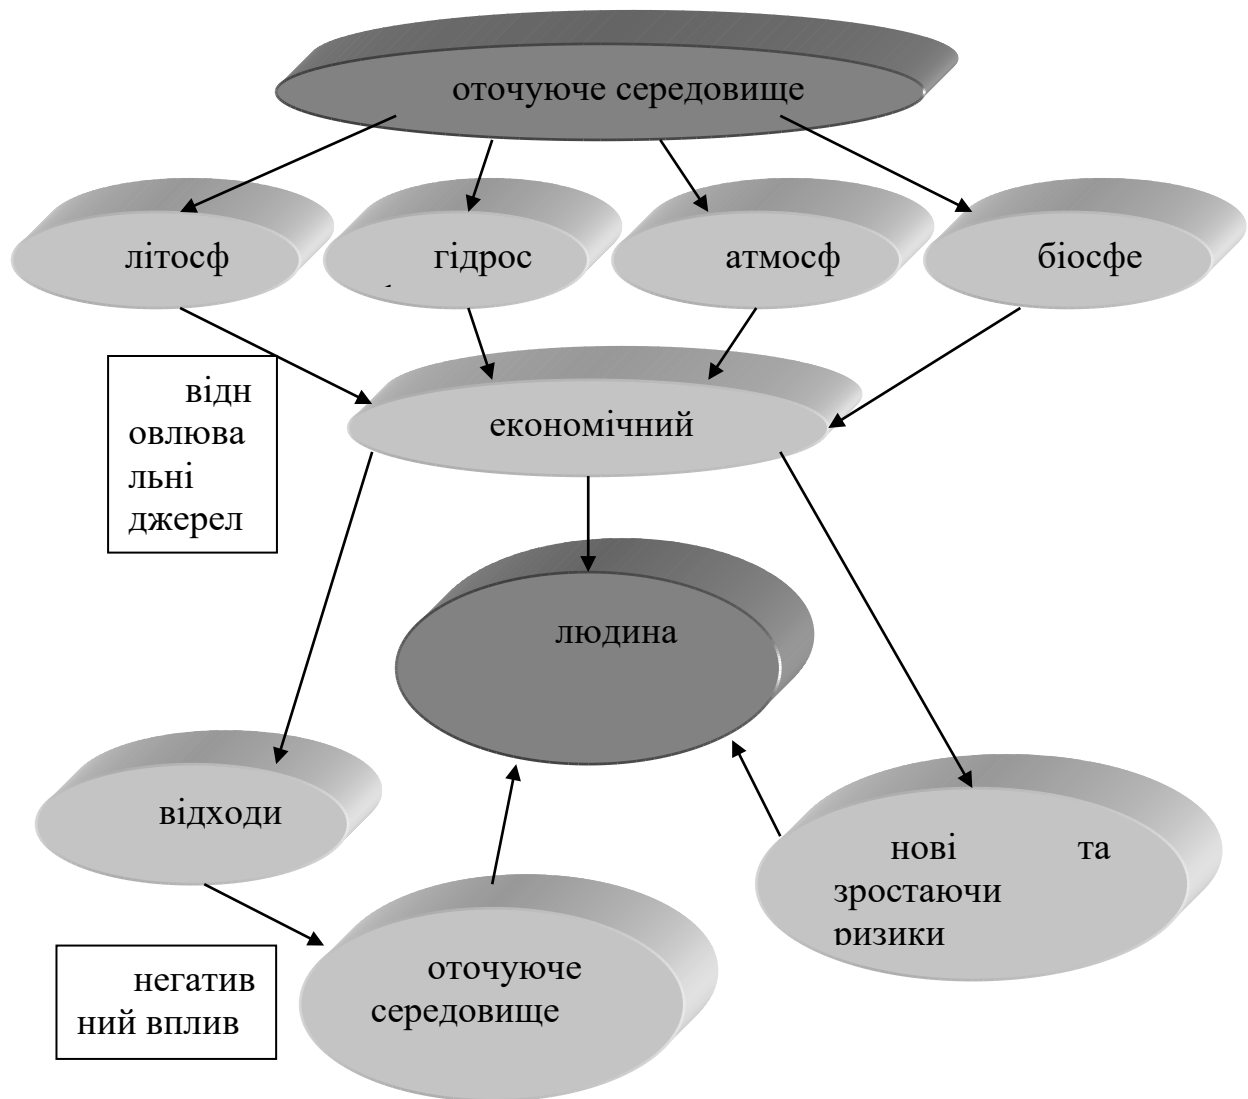 оточуюче середовище
літосф
гідрос
атмосф
біосфе
відн
овлюва
льні
джерел
економічний
людина
відходи
нові та
зростаючи
ризики
негатив
ний вплив
оточуюче
середовище